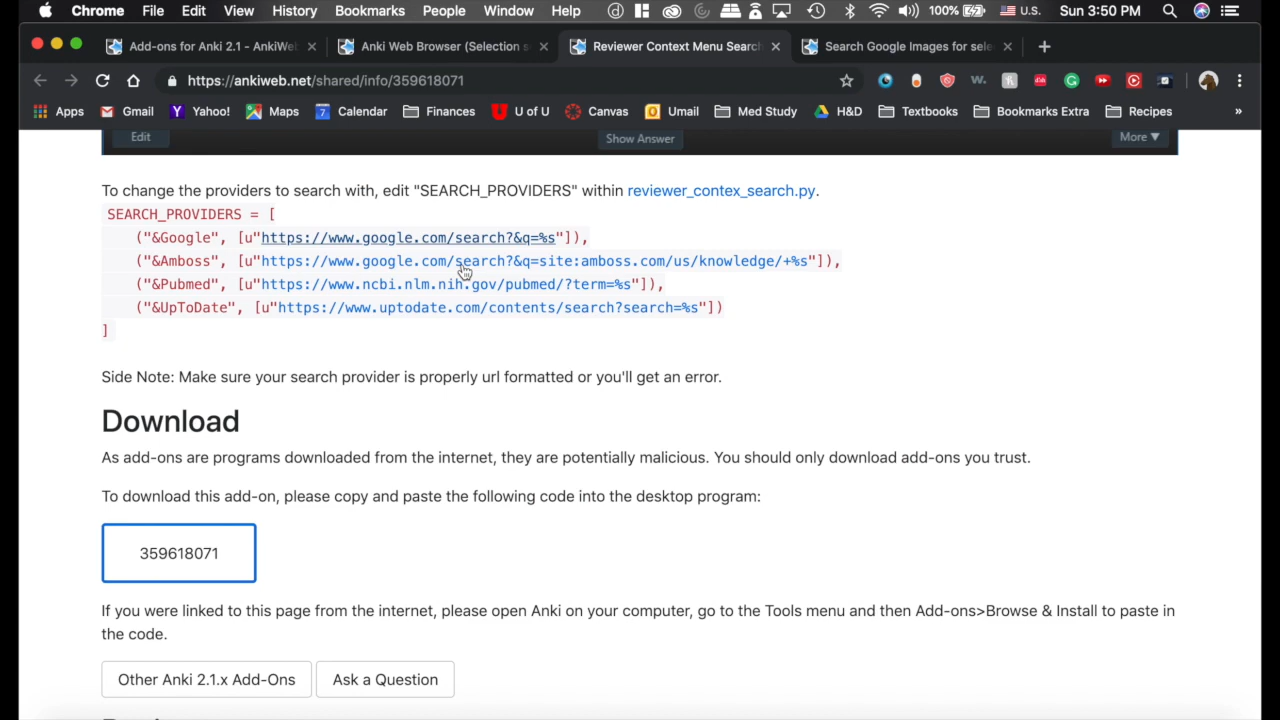 Chrome File Edit View History Bookmarks People Window Help 100% U.S. Sun 3:50 PM
Add-ons for Anki 2.1 - AnkiWeb Anki Web Browser (Selection s Reviewer Context Menu Search Search Google Images for sele
https://ankiweb.net/shared/info/359618071
Apps Gmail Yahoo! Maps 7 Calendar Finances U of U Canvas Umail Med Study H&D Textbooks Bookmarks Extra Recipes »
Edit Show Answer More ▼
To change the providers to search with, edit "SEARCH_PROVIDERS" within reviewer_contex_search.py.
SEARCH_PROVIDERS = [
("&Google", [u"https://www.google.com/search?&q=%s"]),
("&Amboss", [u"https://www.google.com/search?&q=site:amboss.com/us/knowledge/+%s"]),
("&Pubmed", [u"https://www.ncbi.nlm.nih.gov/pubmed/?term=%s"]),
("&UpToDate", [u"https://www.uptodate.com/contents/search?search=%s"])
]
Side Note: Make sure your search provider is properly url formatted or you'll get an error.
Download
As add-ons are programs downloaded from the internet, they are potentially malicious. You should only download add-ons you trust.
To download this add-on, please copy and paste the following code into the desktop program:
359618071
If you were linked to this page from the internet, please open Anki on your computer, go to the Tools menu and then Add-ons>Browse & Install to paste in
the code.
Other Anki 2.1.x Add-Ons Ask a Question